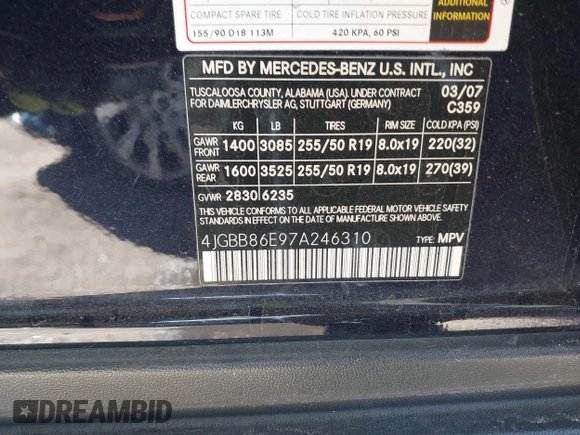 COMPACT SPARE TIRE COLD TIRE INFLATION PRESSURE
ADDITIONAL
INFORMATION
155/90 D18 113M 420 KPA, 60 PSI
MFD BY MERCEDES-BENZ U.S. INTL., INC
TUSCALOOSA COUNTY, ALABAMA (USA). UNDER CONTRACT 03/07
FOR DAIMLERCHRYSLER AG, STUTTGART (GERMANY) C359
KG LB TIRES RIM SIZE COLD KPA (PSI)
GAWR FRONT 1400 3085 255/50 R19 8.0x19 220(32)
GAWR REAR 1600 3525 255/50 R19 8.0x19 270(39)
GVWR 2830 6235
THIS VEHICLE CONFORMS TO ALL APPLICABLE FEDERAL MOTOR VEHICLE SAFETY
STANDARDS IN EFFECT ON THE DATE OF MANUFACTURE SHOWN ABOVE.
4JGBB86E97A246310 TYPE: MPV
DREAMBID